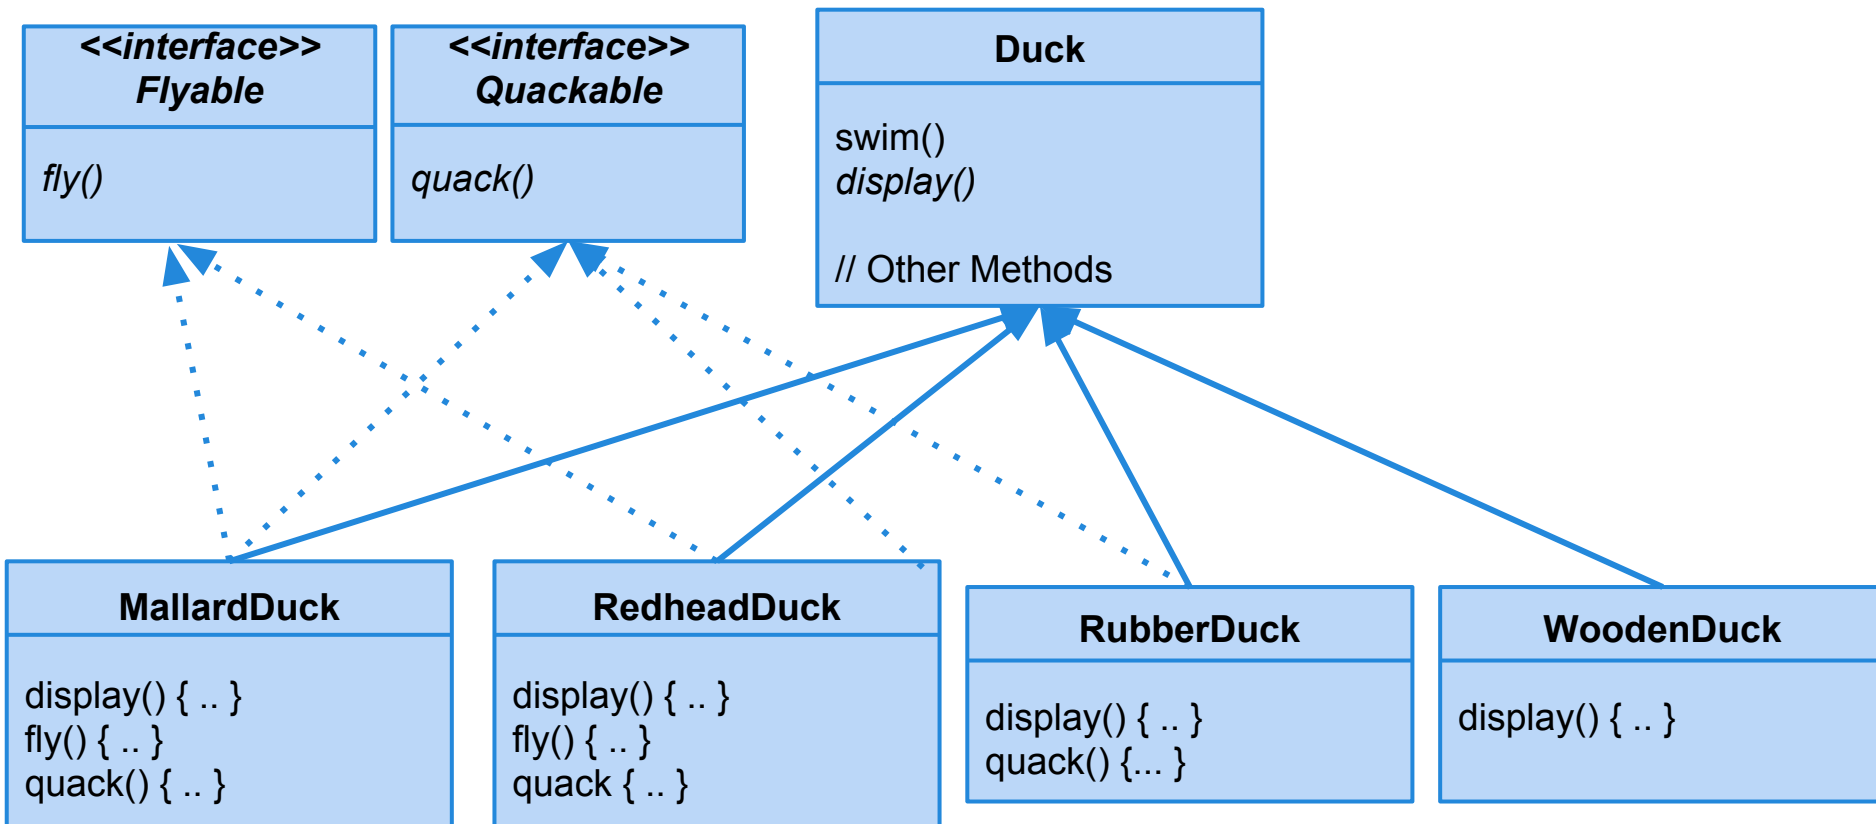 <<interface>>
Flyable
fly()
<<interface>>
Quackable
quack()
Duck
swim()
display()
// Other Methods
MallardDuck
display() { .. }
fly() { .. }
quack() { .. }
RedheadDuck
display() { .. }
fly() { .. }
quack { .. }
RubberDuck
display() { .. }
quack() {... }
WoodenDuck
display() { .. }